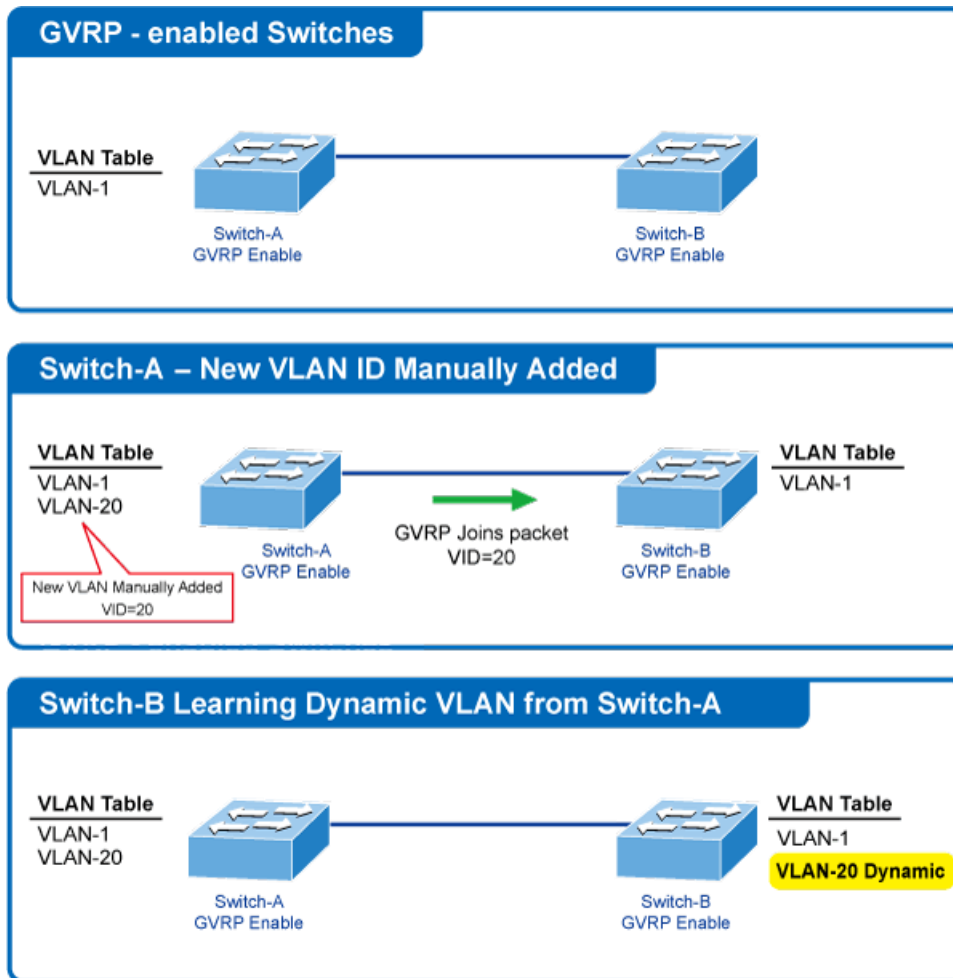 GVRP - enabled Switches
VLAN Table
VLAN-1
Switch-A
GVRP Enable
Switch-B
GVRP Enable
Switch-A – New VLAN ID Manually Added
VLAN Table
VLAN-1
VLAN-20
New VLAN Manually Added
VID=20
Switch-A
GVRP Enable
GVRP Joins packet
VID=20
Switch-B
GVRP Enable
VLAN Table
VLAN-1
Switch-B Learning Dynamic VLAN from Switch-A
VLAN Table
VLAN-1
VLAN-20
Switch-A
GVRP Enable
Switch-B
GVRP Enable
VLAN Table
VLAN-1
VLAN-20 Dynamic